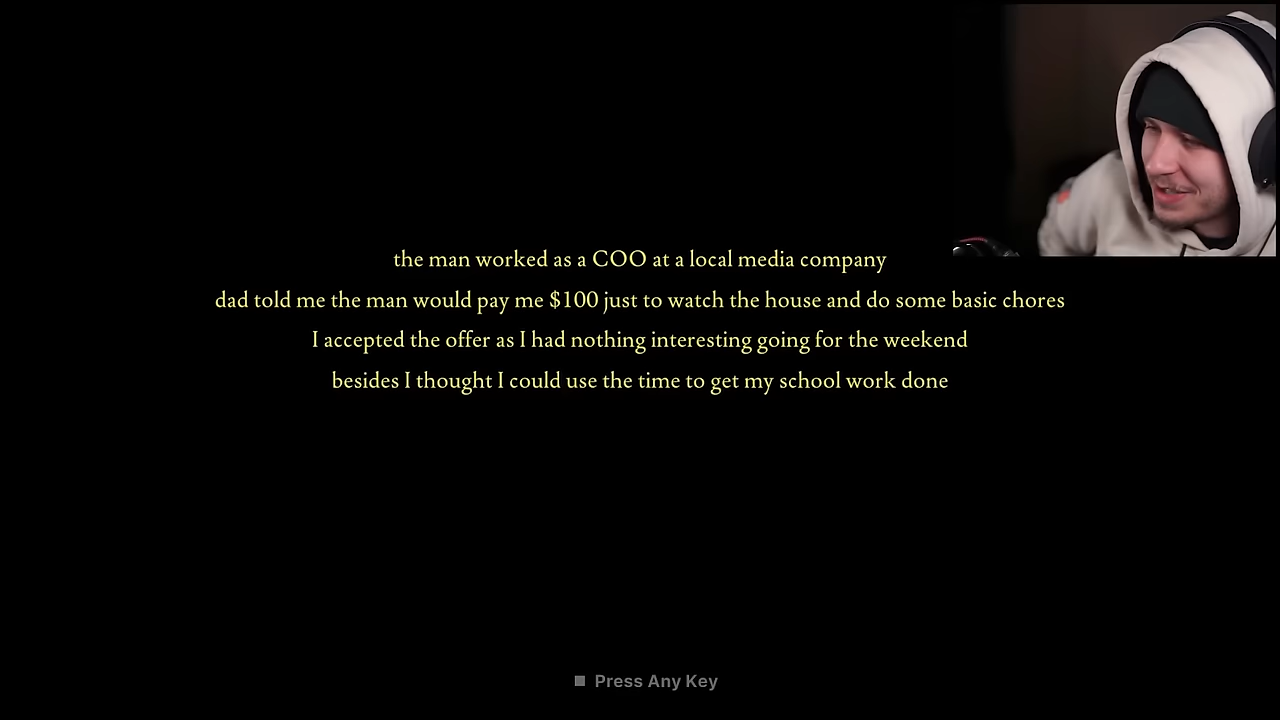 the man worked as a COO at a local media company
dad told me the man would pay me $100 just to watch the house and do some basic chores
I accepted the offer as I had nothing interesting going for the weekend
besides I thought I could use the time to get my school work done
Press Any Key